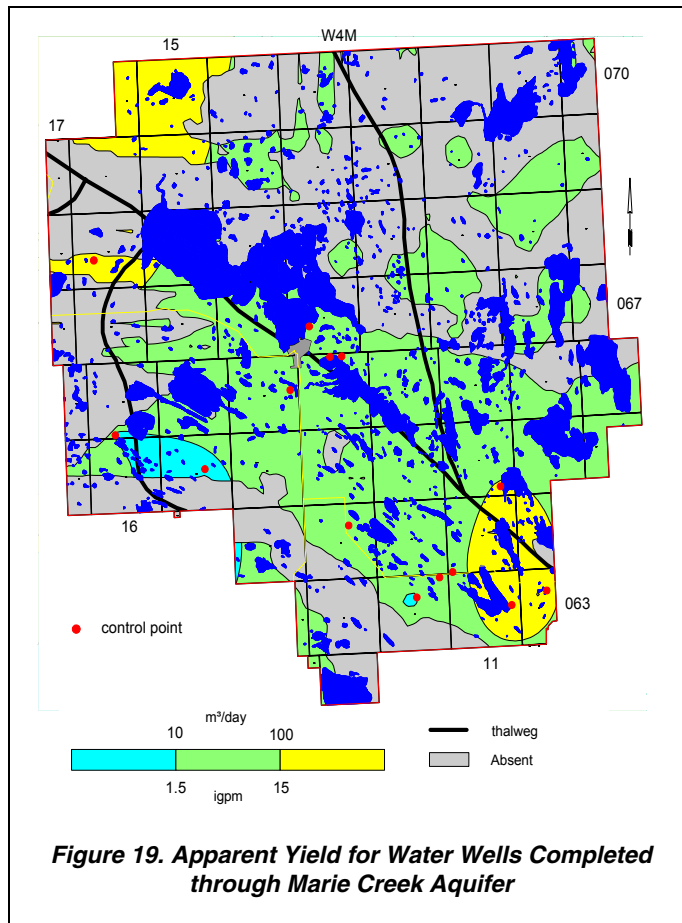 W4M
15
070
17
067
16
063
control point
11
m³/day
10 100
thalweg
Absent
1.5 15
igpm
Figure 19. Apparent Yield for Water Wells Completed
through Marie Creek Aquifer